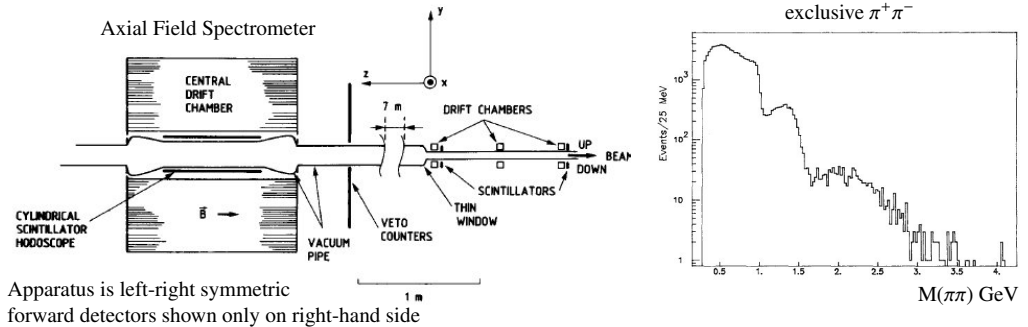 Axial Field Spectrometer
CENTRAL
DRIFT
CHAMBER
y
z
x
7 m
DRIFT CHAMBERS
UP
BEAM
DOWN
SCINTILLATORS
THIN
WINDOW
VETO
COUNTERS
VACUUM
PIPE
B
CYLINDRICAL
SCINTILLATOR
HODOSCOPE
1 m
Apparatus is left-right symmetric
forward detectors shown only on right-hand side
exclusive π⁺π⁻
Events/25 MeV
10³
10²
10
1
0.5 1. 1.5 2. 2.5 3. 3.5 4.
M(ππ) GeV